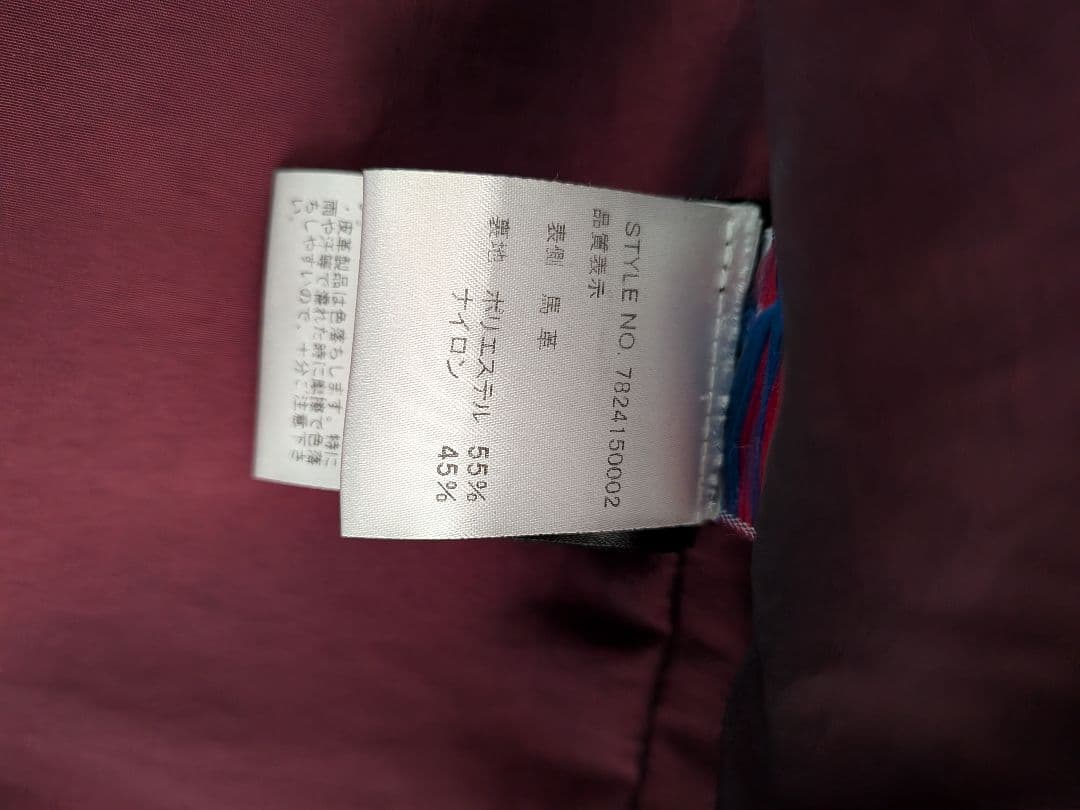 STYLE NO. 7824150002
品質表示
表側 馬革
裏地 ポリエステル 55%
ナイロン 45%
・皮革製品は色落ちします。特に
雨や汗等で濡れた時に摩擦で色落
ちしやすいので、十分ご注意下さ
い。